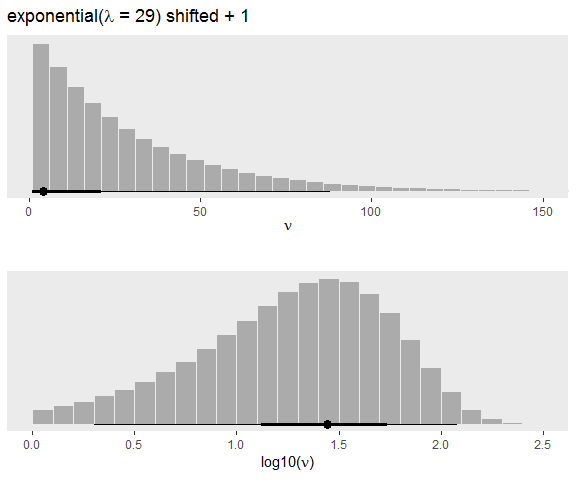 exponential(λ = 29) shifted + 1
0 50 100 150
ν
0.0 0.5 1.0 1.5 2.0 2.5
log10(ν)